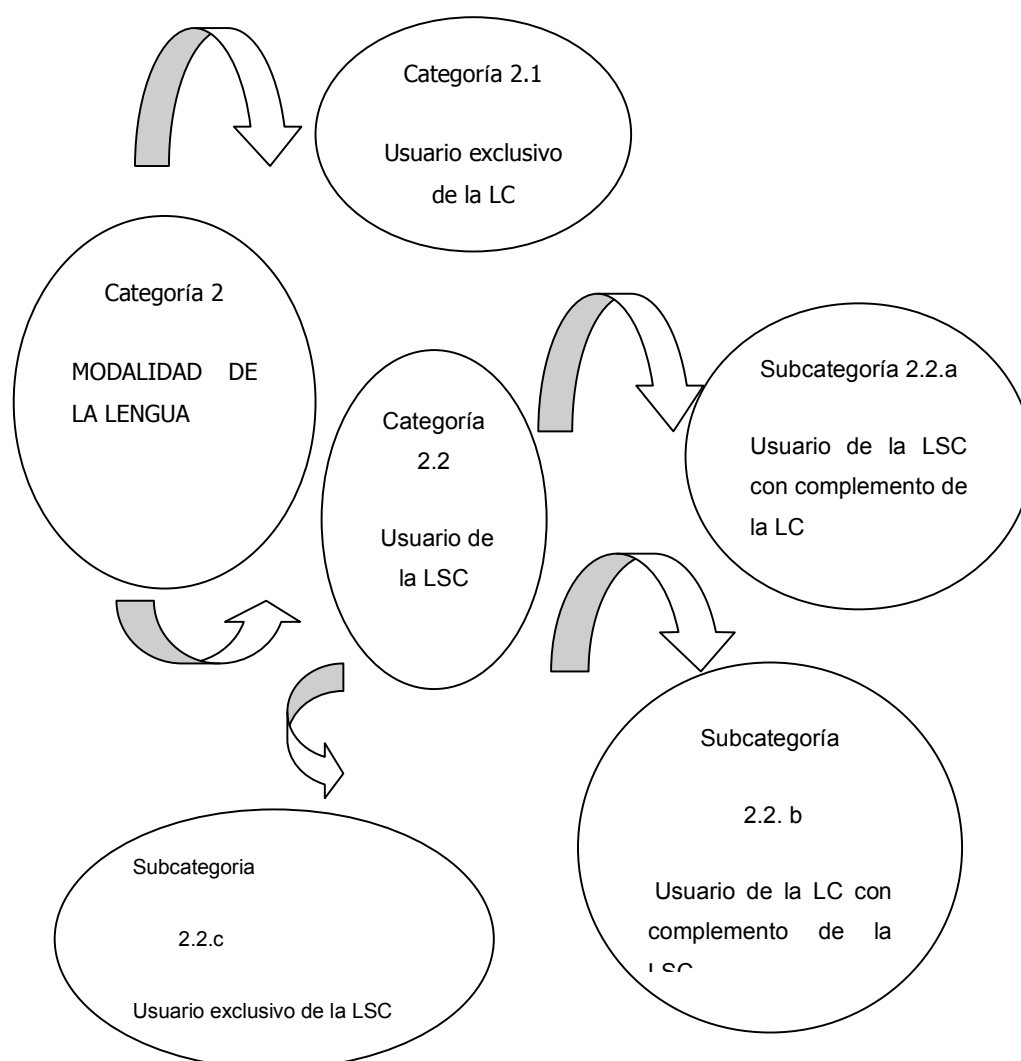 Categoría 2.1
Usuario exclusivo
de la LC
Categoría 2
MODALIDAD DE
LA LENGUA
Categoría
2.2
Usuario de
la LSC
Subcategoría 2.2.a
Usuario de la LSC
con complemento de
la LC
Subcategoría
2.2. b
Usuario de la LC con
complemento de la
LSC
Subcategoria
2.2.c
Usuario exclusivo de la LSC